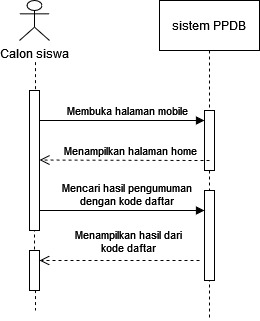 Calon siswa
sistem PPDB
Membuka halaman mobile
Menampilkan halaman home
Mencari hasil pengumuman
dengan kode daftar
Menampilkan hasil dari
kode daftar